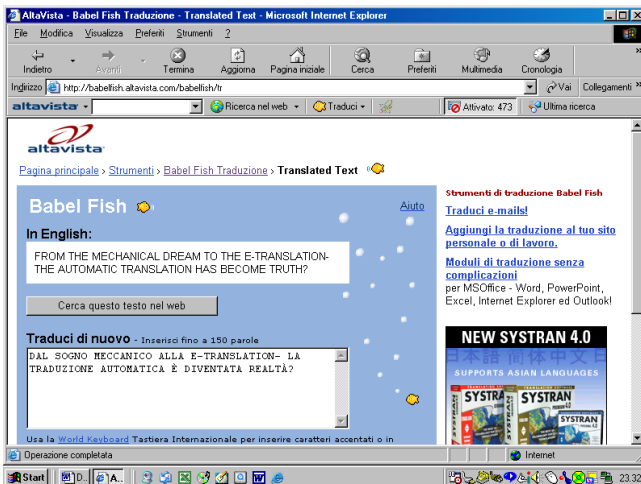 AltaVista - Babel Fish Traduzione - Translated Text - Microsoft Internet Explorer
File Modifica Visualizza Preferiti Strumenti ?
Indietro Avanti Termina Aggiorna Pagina iniziale Cerca Preferiti Multimedia Cronologia »
Indirizzo http://babelfish.altavista.com/babelfish/tr Vai Collegamenti »
altavista Ricerca nel web Traduci Attivato: 473 Ultima ricerca
altavista
Pagina principale > Strumenti > Babel Fish Traduzione > Translated Text
Babel Fish Aiuto
In English:
FROM THE MECHANICAL DREAM TO THE E-TRANSLATION-
THE AUTOMATIC TRANSLATION HAS BECOME TRUTH?
Cerca questo testo nel web
Traduci di nuovo - Inserisci fino a 150 parole
DAL SOGNO MECCANICO ALLA E-TRANSLATION- LA
TRADUZIONE AUTOMATICA È DIVENTATA REALTÀ?
Usa la World Keyboard Tastiera Internazionale per inserire caratteri accentati o in
Strumenti di traduzione Babel Fish
Traduci e-mails!
Aggiungi la traduzione al tuo sito
personale o di lavoro.
Moduli di traduzione senza
complicazioni
per MSOffice - Word, PowerPoint,
Excel, Internet Explorer ed Outlook!
NEW SYSTRAN 4.0
日本語 简体中文
SUPPORTS ASIAN LANGUAGES
SYSTRAN
SYSTRAN
SYSTRAN
Operazione completata Internet
Start D.. A.. 23.32